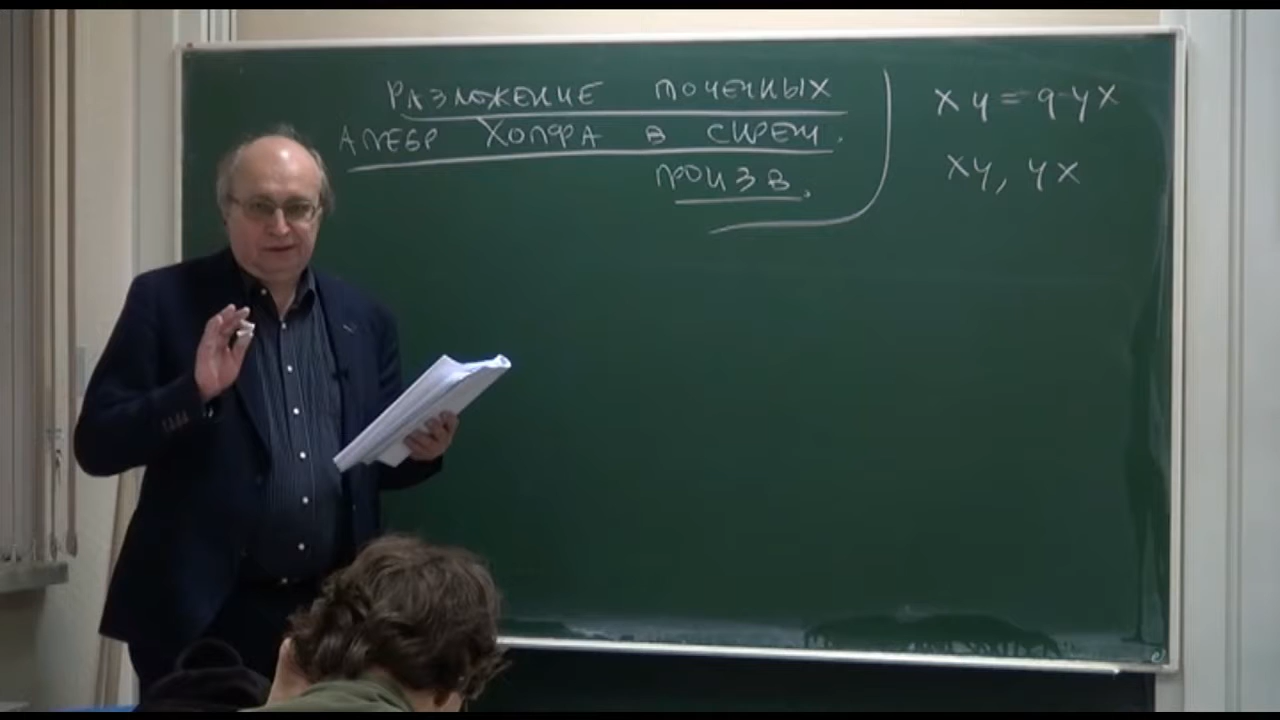 РАЗЛОЖЕНИЕ ТОЧЕЧНЫХ
АЛГЕБР ХОПФА В СКРЕЩ.
ПРОИЗВ.
xy = q yx
xy, yx